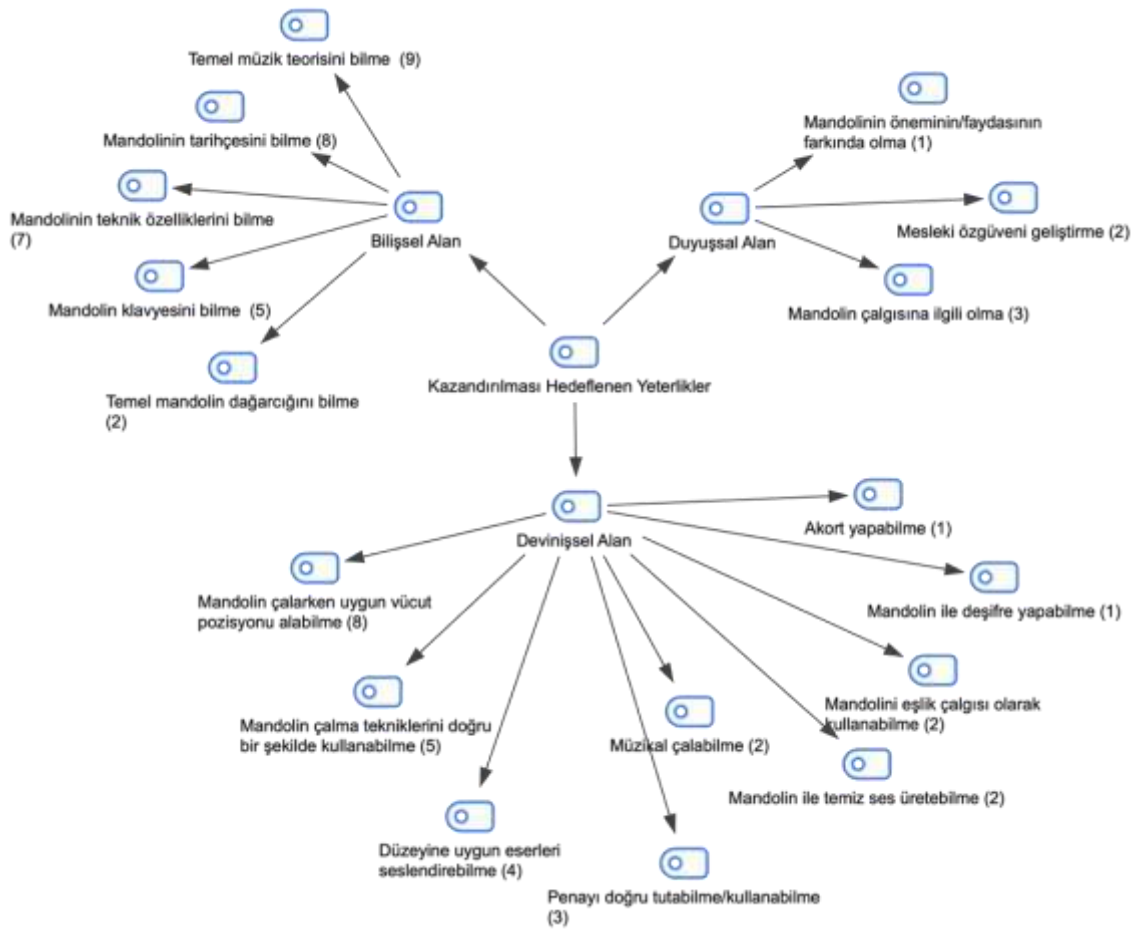 Temel müzik teorisini bilme (9)
Mandolinin tarihçesini bilme (8)
Mandolinin teknik özelliklerini bilme
(7)
Mandolin klavyesini bilme (5)
Temel mandolin dağarcığını bilme
(2)
Bilişsel Alan
Mandolinin öneminin/faydasının
farkında olma (1)
Mesleki özgüveni geliştirme (2)
Mandolin çalgısına ilgili olma (3)
Duyuşsal Alan
Kazandırılması Hedeflenen Yeterlikler
Devinişsel Alan
Akort yapabilme (1)
Mandolin ile deşifre yapabilme (1)
Mandolini eşlik çalgısı olarak
kullanabilme (2)
Mandolin ile temiz ses üretebilme (2)
Müzikal çalabilme (2)
Penayı doğru tutabilme/kullanabilme
(3)
Düzeyine uygun eserleri
seslendirebilme (4)
Mandolin çalma tekniklerini doğru
bir şekilde kullanabilme (5)
Mandolin çalarken uygun vücut
pozisyonu alabilme (8)